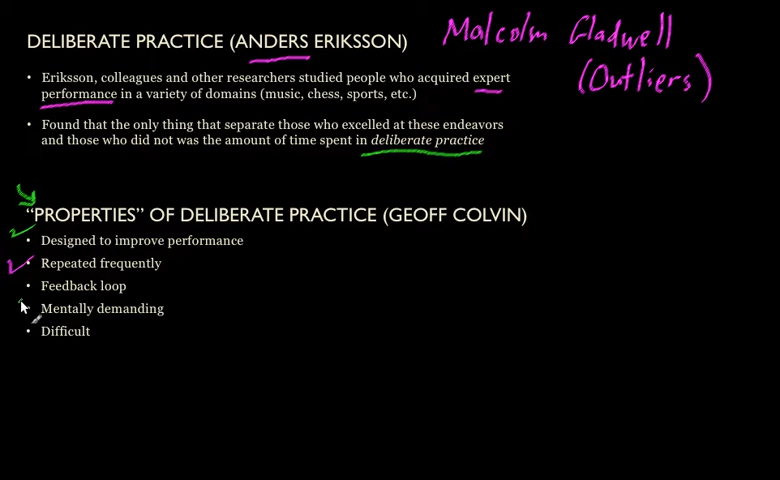 DELIBERATE PRACTICE (ANDERS ERIKSSON)
Malcolm Gladwell
(Outliers)
• Eriksson, colleagues and other researchers studied people who acquired expert
performance in a variety of domains (music, chess, sports, etc.)
• Found that the only thing that separate those who excelled at these endeavors
and those who did not was the amount of time spent in deliberate practice
“PROPERTIES” OF DELIBERATE PRACTICE (GEOFF COLVIN)
• Designed to improve performance
• Repeated frequently
• Feedback loop
• Mentally demanding
• Difficult